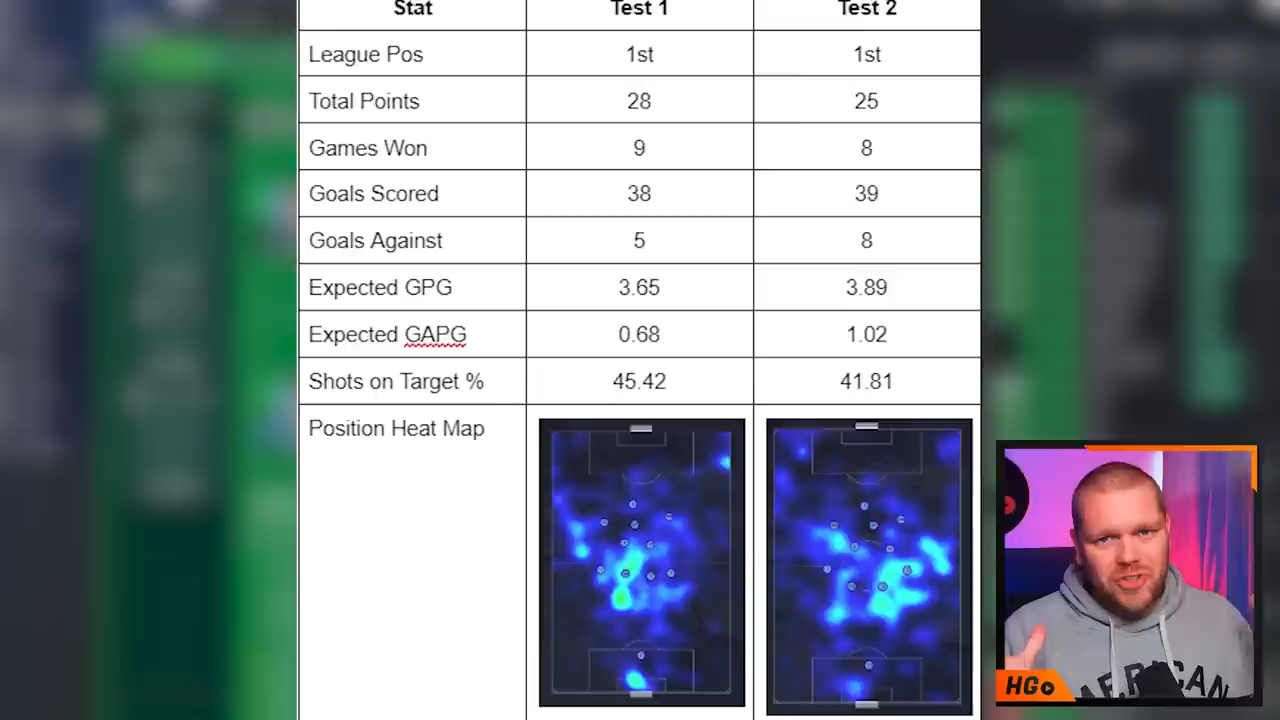 Stat Test 1 Test 2
League Pos 1st 1st
Total Points 28 25
Games Won 9 8
Goals Scored 38 39
Goals Against 5 8
Expected GPG 3.65 3.89
Expected GAPG 0.68 1.02
Shots on Target % 45.42 41.81
Position Heat Map
HGo